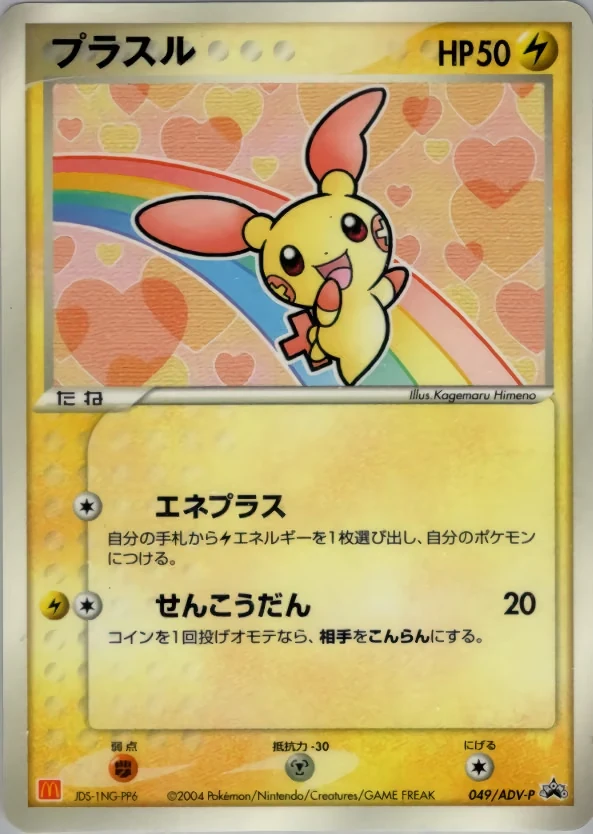 プラスル HP50
たね Illus. Kagemaru Himeno
エネプラス
自分の手札からエネルギーを1枚選び出し、自分のポケモン
につける。
せんこうだん 20
コインを1回投げオモテなら、相手をこんらんにする。
弱点 抵抗力 -30 にげる
JDS-1NG-PP6 ©2004 Pokémon/Nintendo/Creatures/GAME FREAK 049/ADV-P